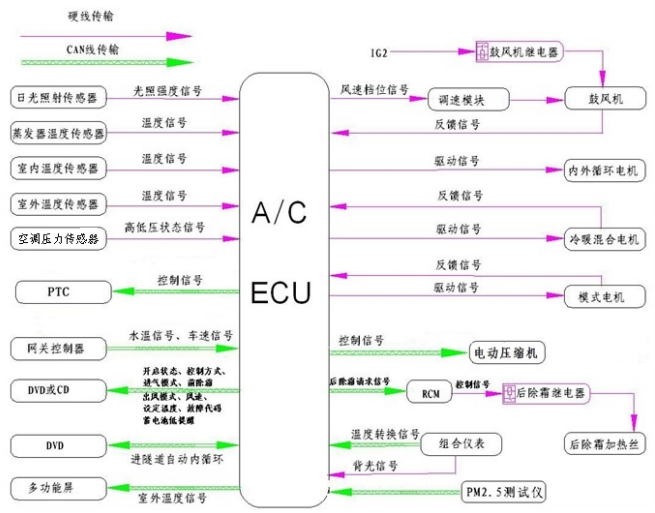 硬线传输
CAN线传输
1G2
鼓风机继电器
日光照射传感器
光照强度信号
风速档位信号
调速模块
鼓风机
蒸发器温度传感器
温度信号
反馈信号
室内温度传感器
温度信号
驱动信号
内外循环电机
室外温度传感器
温度信号
反馈信号
A/C
ECU
空调压力传感器
高低压状态信号
驱动信号
冷暖混合电机
反馈信号
PTC
控制信号
驱动信号
模式电机
网关控制器
水温信号、车速信号
控制信号
电动压缩机
DVD或CD
开启状态、控制方式、
进气模式、前除霜
出风模式、风速、
设定温度、故障代码
蓄电池低提醒
后除霜请求信号
RCM
控制信号
后除霜继电器
DVD
进隧道自动内循环
温度转换信号
组合仪表
后除霜加热丝
背光信号
多功能屏
室外温度信号
PM2.5测试仪